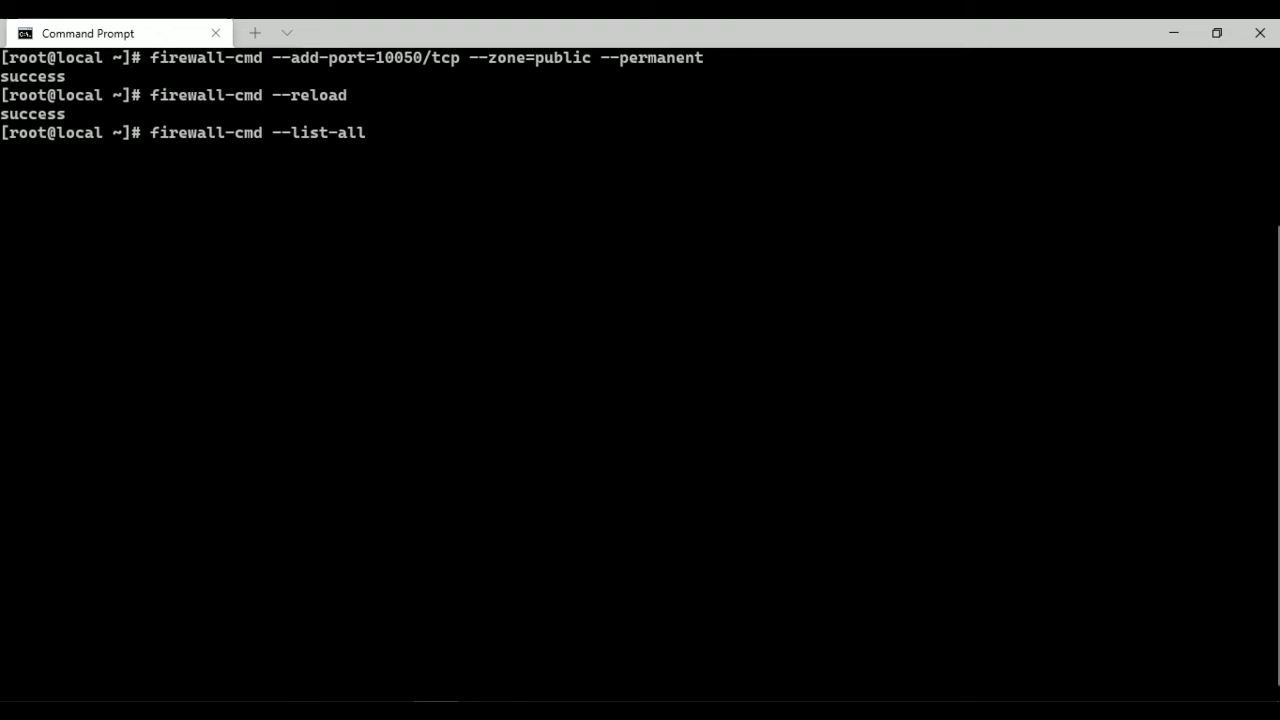 Command Prompt
[root@local ~]# firewall-cmd --add-port=10050/tcp --zone=public --permanent
success
[root@local ~]# firewall-cmd --reload
success
[root@local ~]# firewall-cmd --list-all